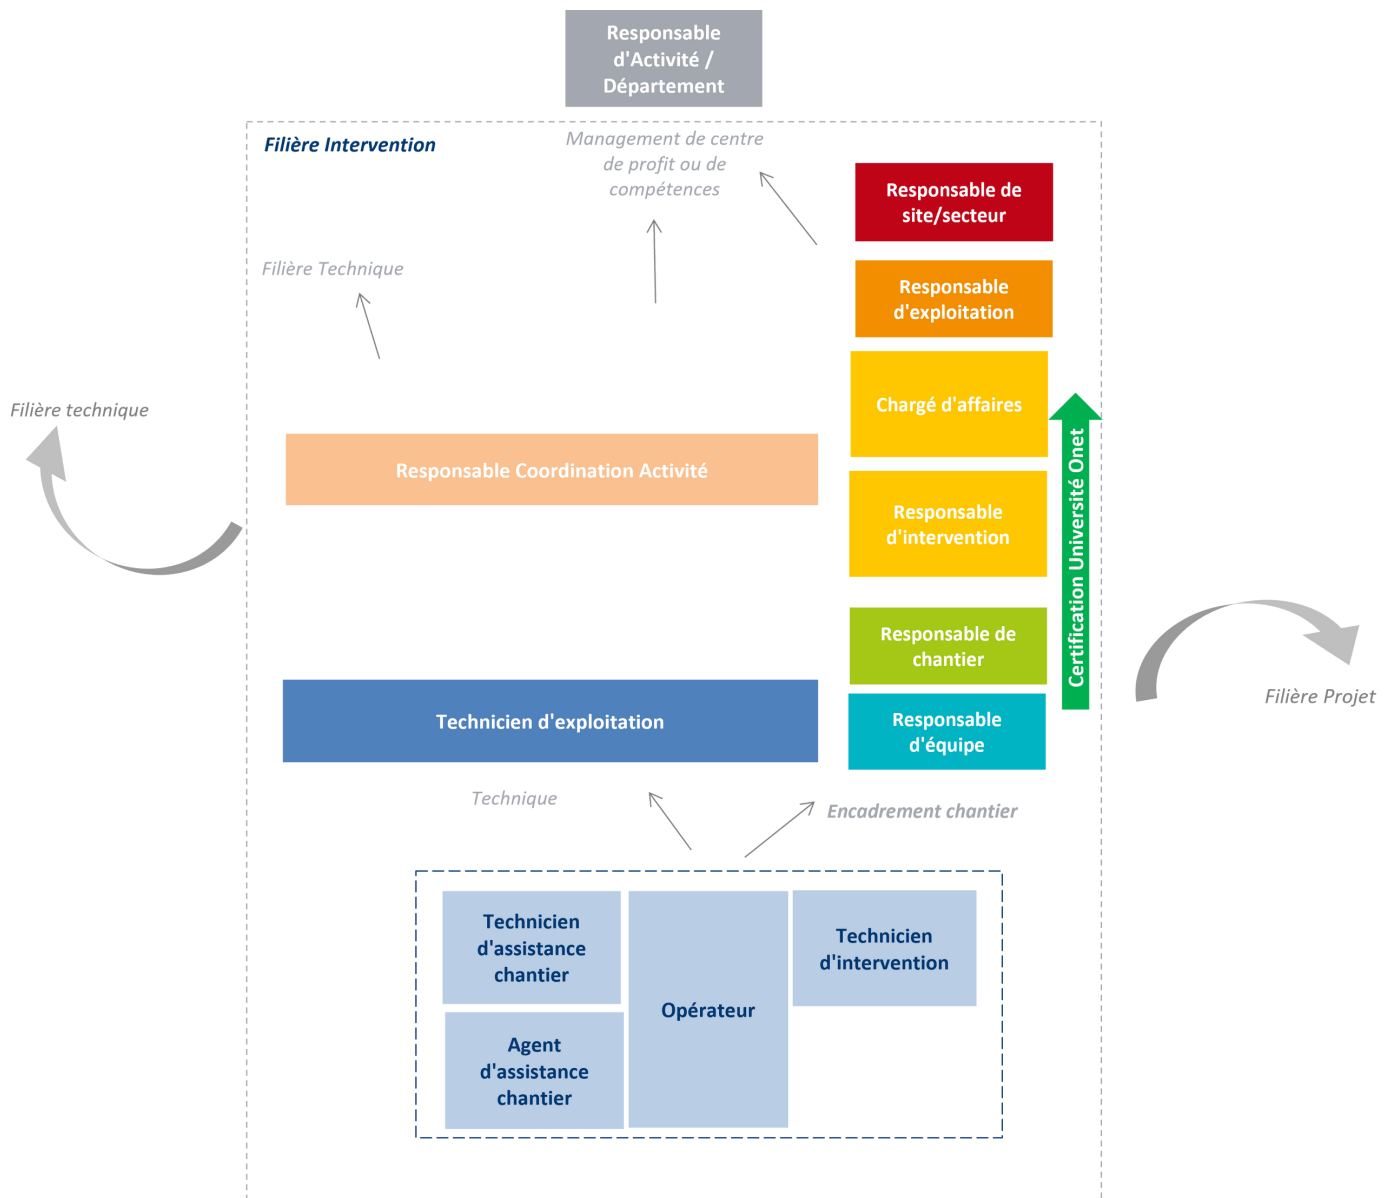 Responsable
d'Activité /
Département
Filière Intervention
Management de centre
de profit ou de
compétences
Responsable de
site/secteur
Filière Technique
Responsable
d'exploitation
Chargé d'affaires
Filière technique
Responsable Coordination Activité
Responsable
d'intervention
Certification Université Onet
Responsable de
chantier
Filière Projet
Technicien d'exploitation
Responsable
d'équipe
Technique
Encadrement chantier
Technicien
d'assistance
chantier
Opérateur
Technicien
d'intervention
Agent
d'assistance
chantier